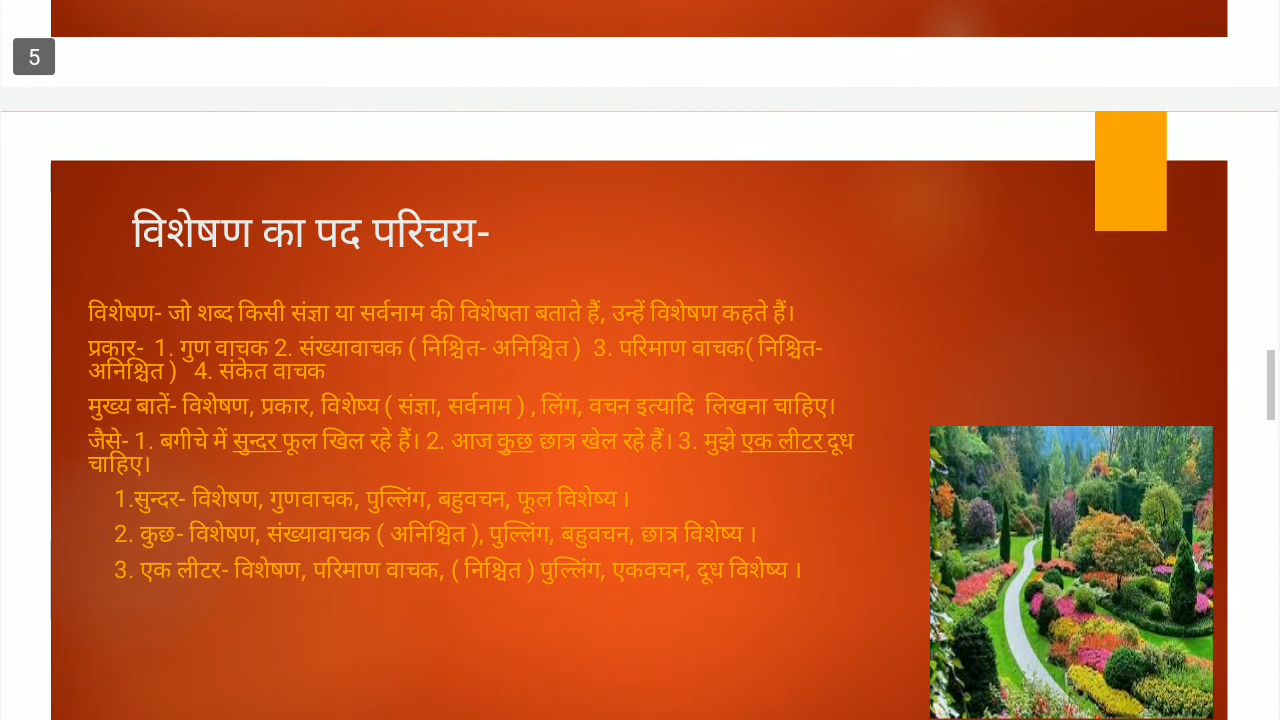 5
विशेषण का पद परिचय-
विशेषण- जो शब्द किसी संज्ञा या सर्वनाम की विशेषता बताते हैं, उन्हें विशेषण कहते हैं।
प्रकार- 1. गुण वाचक 2. संख्यावाचक ( निश्चित- अनिश्चित ) 3. परिमाण वाचक( निश्चित-
अनिश्चित ) 4. संकेत वाचक
मुख्य बातें- विशेषण, प्रकार, विशेष्य ( संज्ञा, सर्वनाम ) , लिंग, वचन इत्यादि लिखना चाहिए।
जैसे- 1. बगीचे में सुन्दर फूल खिल रहे हैं। 2. आज कुछ छात्र खेल रहे हैं। 3. मुझे एक लीटर दूध
चाहिए।
1.सुन्दर- विशेषण, गुणवाचक, पुल्लिंग, बहुवचन, फूल विशेष्य ।
2. कुछ- विशेषण, संख्यावाचक ( अनिश्चित ), पुल्लिंग, बहुवचन, छात्र विशेष्य ।
3. एक लीटर- विशेषण, परिमाण वाचक, ( निश्चित ) पुल्लिंग, एकवचन, दूध विशेष्य ।